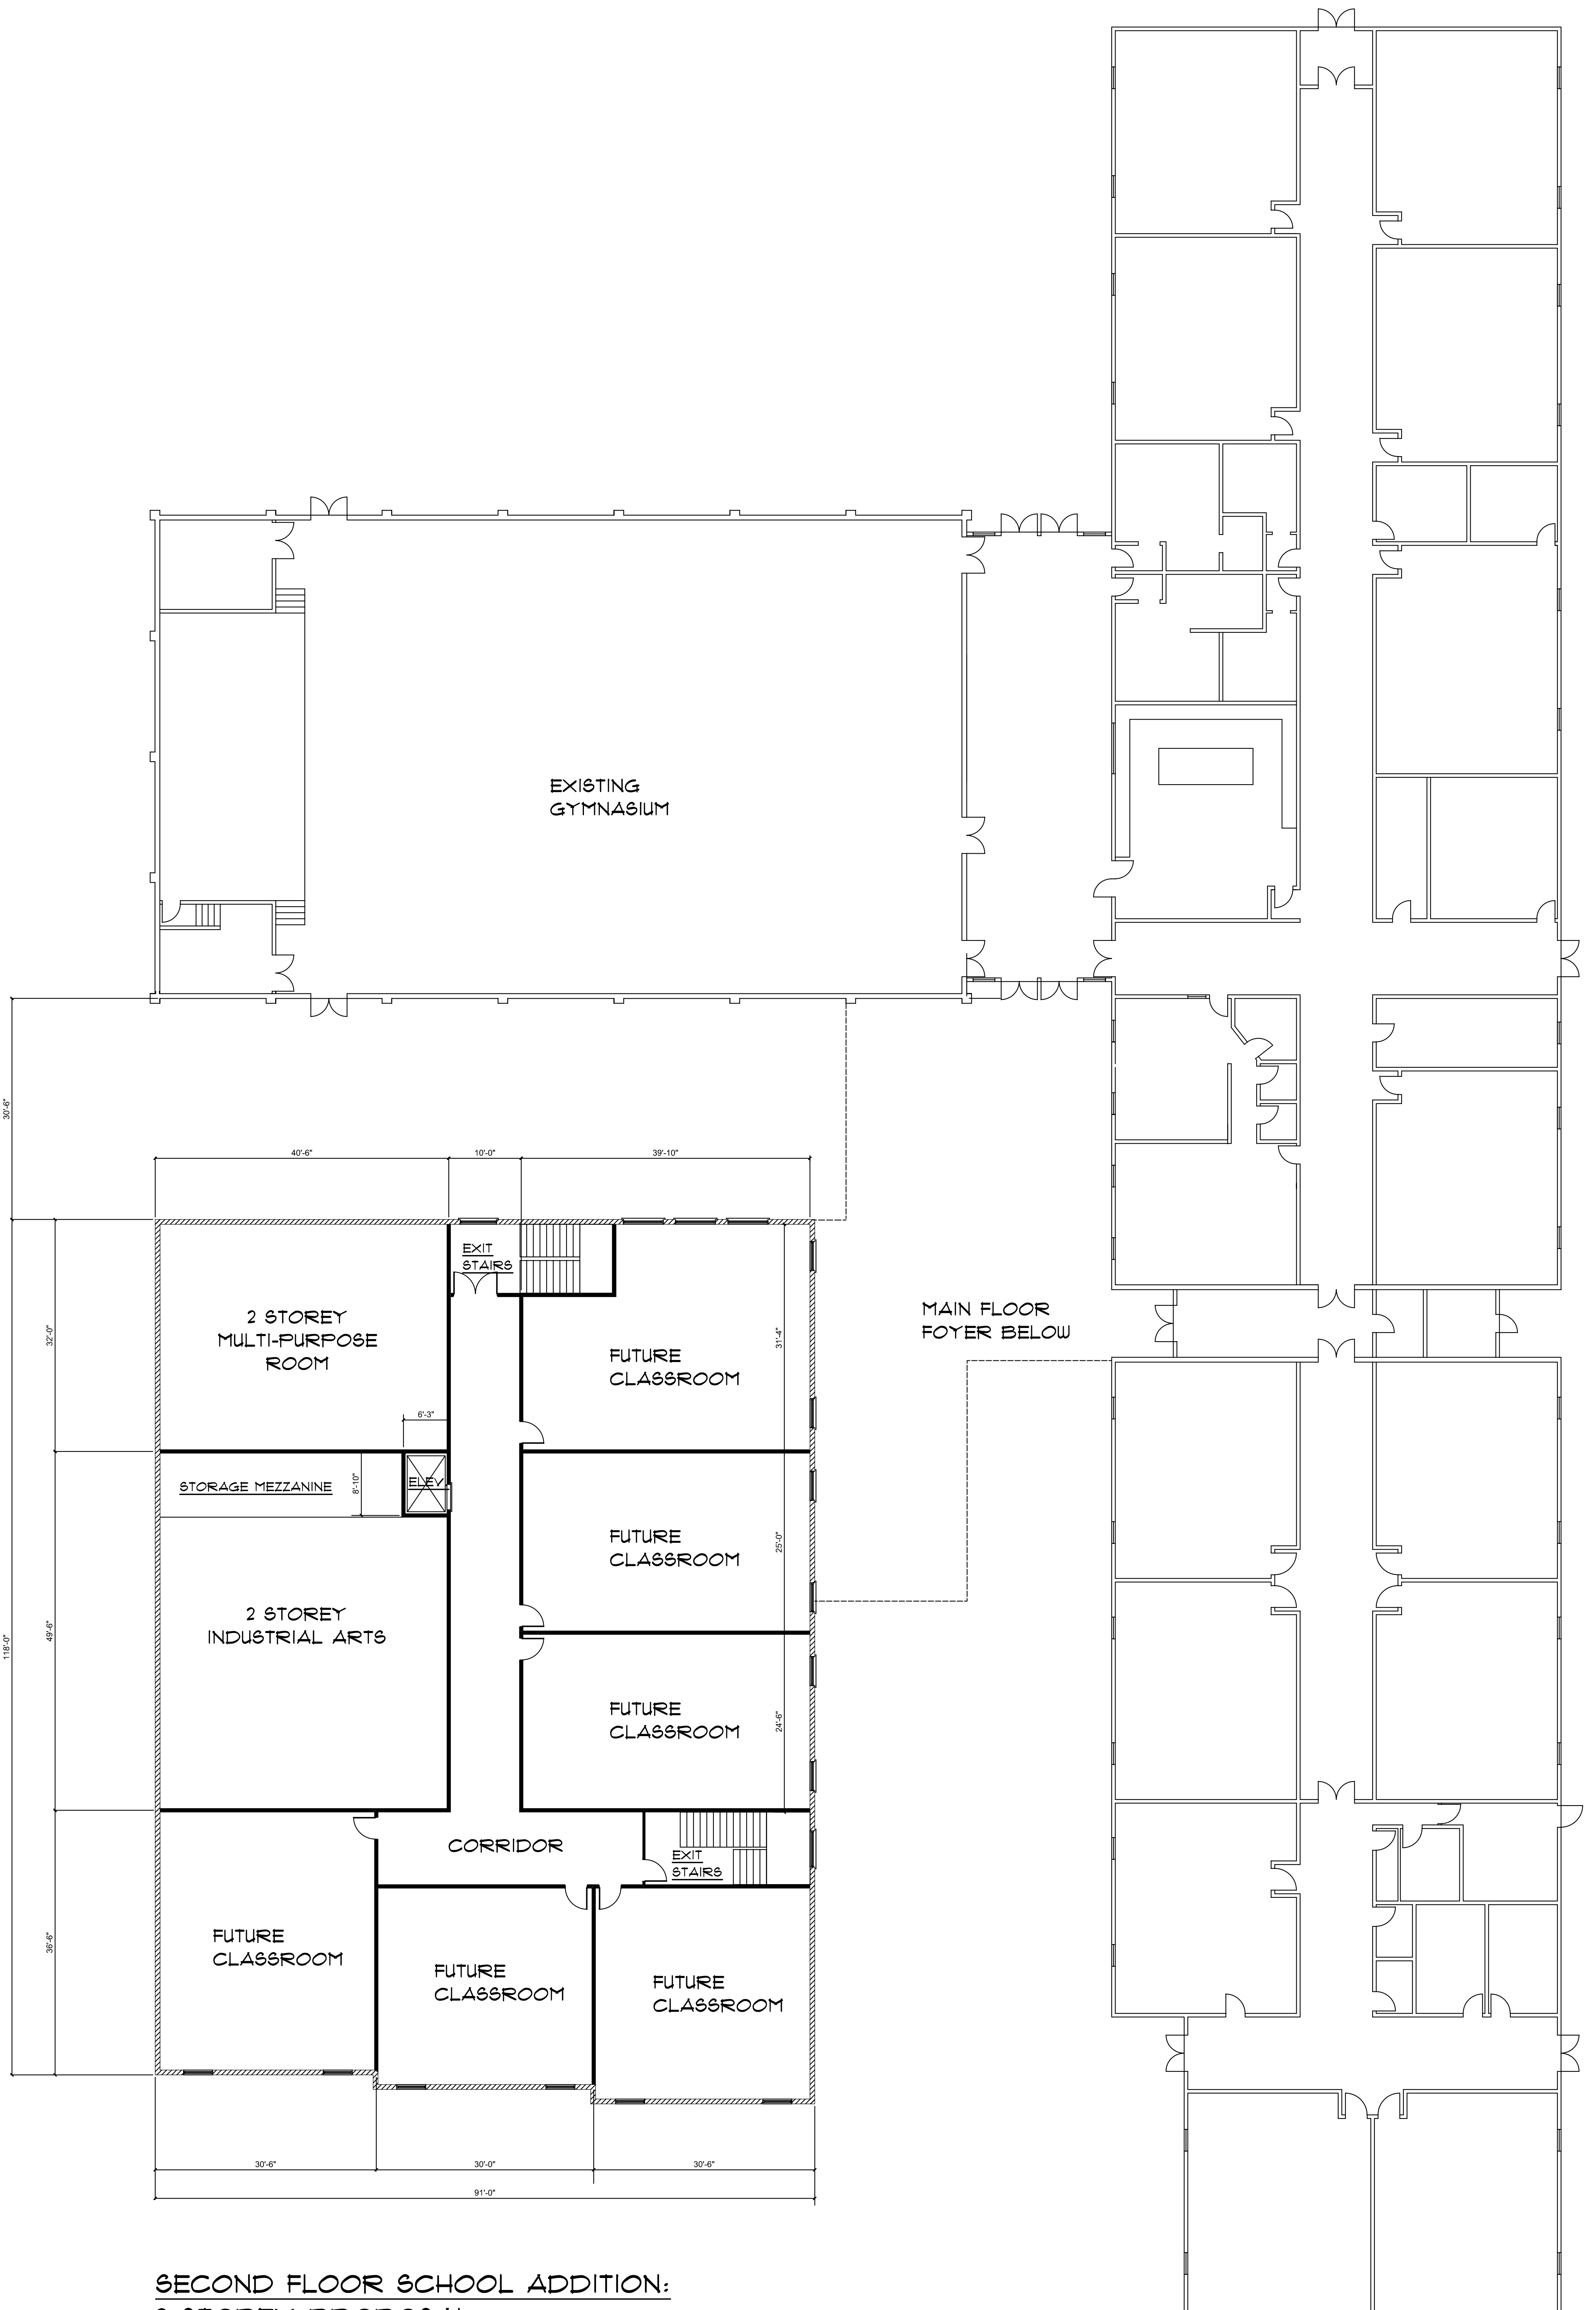 EXISTING
GYMNASIUM
30'-6"
40'-6"
10'-0"
39'-10"
EXIT
STAIRS
2 STOREY
MULTI-PURPOSE
ROOM
32'-0"
31'-4"
MAIN FLOOR
FOYER BELOW
FUTURE
CLASSROOM
6'-3"
STORAGE MEZZANINE
8'-10"
ELEV
FUTURE
CLASSROOM
25'-0"
2 STOREY
INDUSTRIAL ARTS
49'-6"
118'-0"
FUTURE
CLASSROOM
24'-6"
CORRIDOR
EXIT
STAIRS
FUTURE
CLASSROOM
36'-6"
FUTURE
CLASSROOM
FUTURE
CLASSROOM
30'-6"
30'-0"
30'-6"
91'-0"
SECOND FLOOR SCHOOL ADDITION: